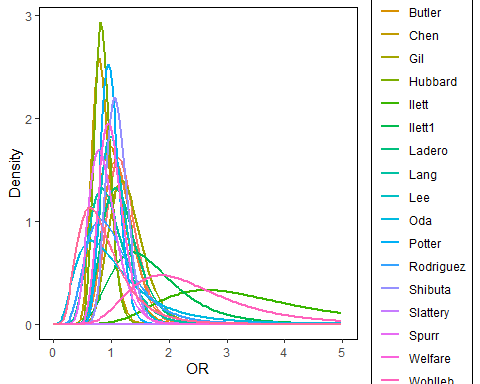 3
2
1
0
Density
0
1
2
3
4
5
OR
Butler
Chen
Gil
Hubbard
Ilett
Ilett1
Ladero
Lang
Lee
Oda
Potter
Rodriguez
Shibuta
Slattery
Spurr
Welfare
Wohlleb